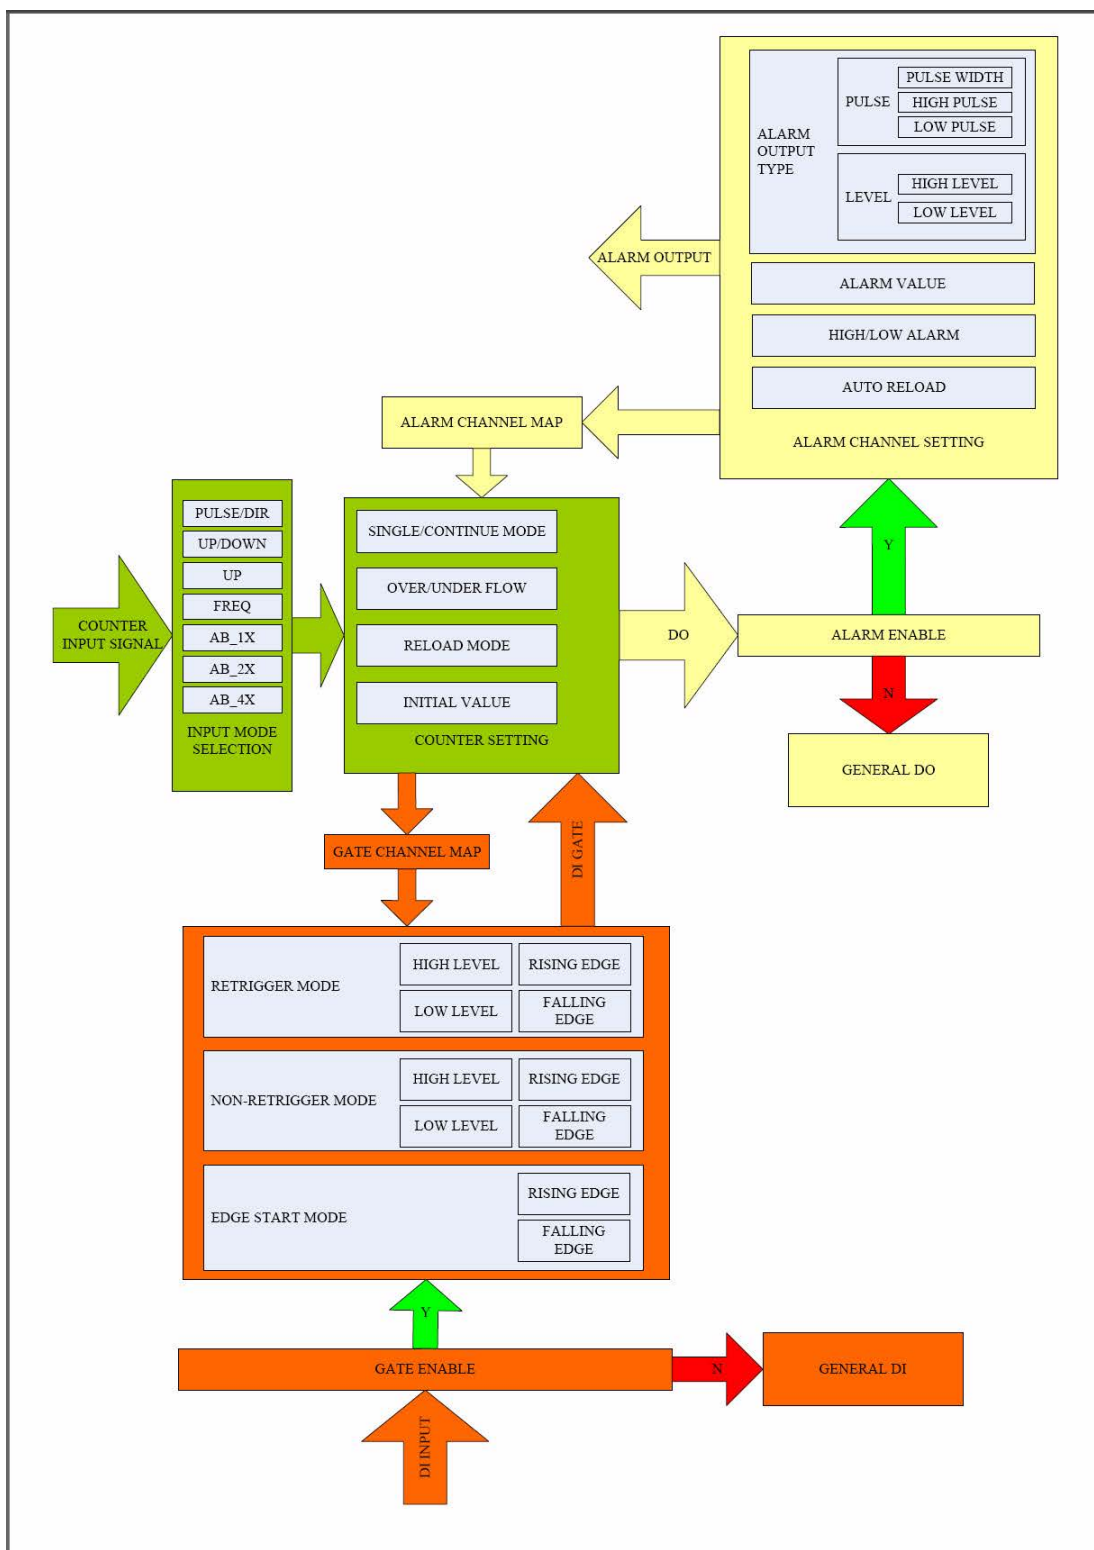 PULSE WIDTH
PULSE
HIGH PULSE
LOW PULSE
ALARM
OUTPUT
TYPE
LEVEL
HIGH LEVEL
LOW LEVEL
ALARM OUTPUT
ALARM VALUE
HIGH/LOW ALARM
AUTO RELOAD
ALARM CHANNEL SETTING
ALARM CHANNEL MAP
PULSE/DIR
UP/DOWN
UP
FREQ
AB_1X
AB_2X
AB_4X
INPUT MODE
SELECTION
COUNTER
INPUT SIGNAL
SINGLE/CONTINUE MODE
OVER/UNDER FLOW
RELOAD MODE
INITIAL VALUE
COUNTER SETTING
DO
Y
ALARM ENABLE
N
GENERAL DO
GATE CHANNEL MAP
DI GATE
RETRIGGER MODE
HIGH LEVEL
RISING EDGE
LOW LEVEL
FALLING
EDGE
NON-RETRIGGER MODE
HIGH LEVEL
RISING EDGE
LOW LEVEL
FALLING
EDGE
EDGE START MODE
RISING EDGE
FALLING
EDGE
Y
GATE ENABLE
N
GENERAL DI
DI INPUT